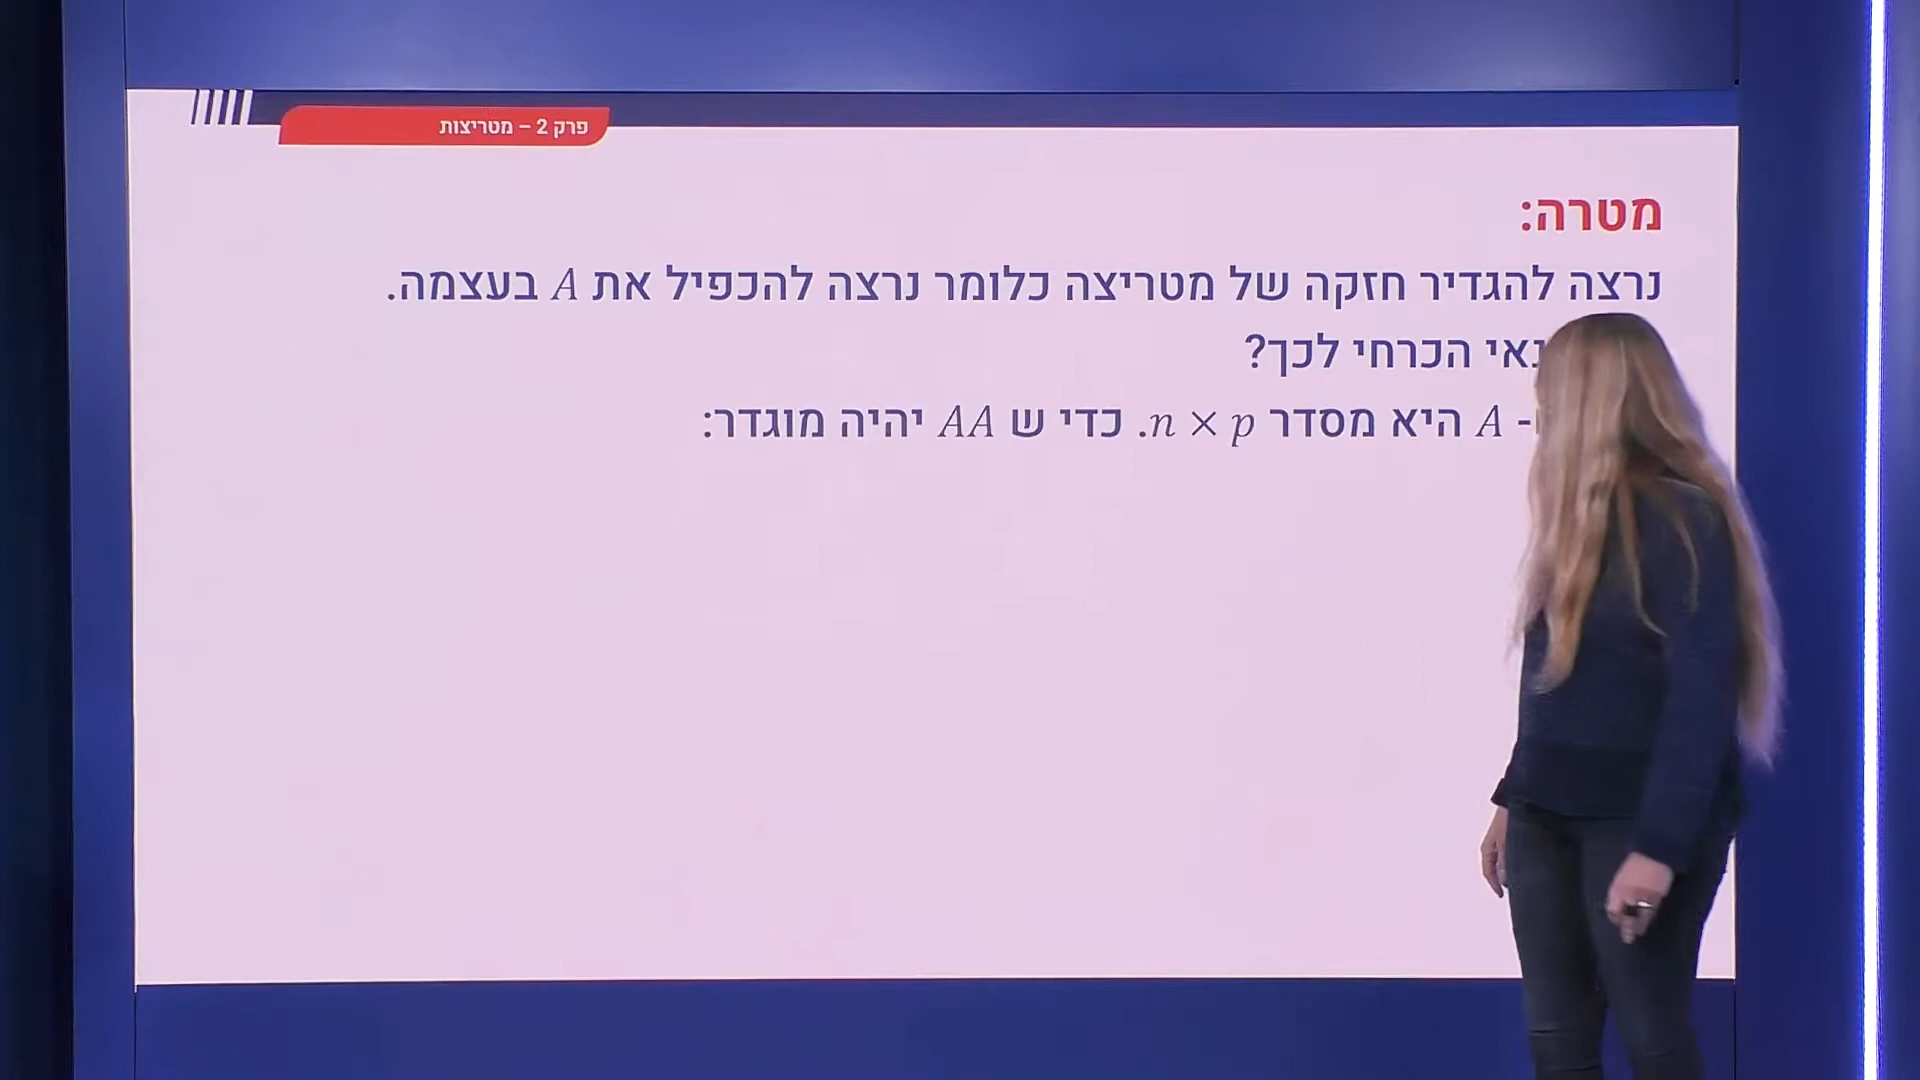 פרק 2 – מטריצות
מטרה:
נרצה להגדיר חזקה של מטריצה כלומר נרצה להכפיל את A בעצמה.
הכרחי לכך?
A היא מסדר n × p. כדי ש AA יהיה מוגדר: